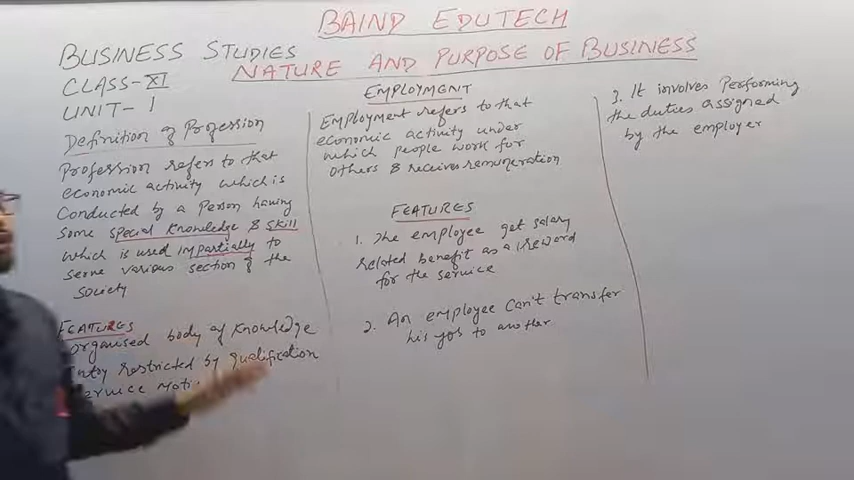 BAIND EDUTECH
BUSINESS STUDIES
CLASS-XI
UNIT- 1
NATURE AND PURPOSE OF BUSINESS
Definition of Profession
Profession refers to that
economic activity which is
Conducted by a Person having
some special knowledge & skill
which is used impartially to
serve various section of the
society
FEATURES
organised body of knowledge
Entry restricted by qualification
Service
EMPLOYMENT
Employment refers to that
economic activity under
which people work for
others & receives remuneration
FEATURES
1. The employee get salary
related benefit as a reword
for the service
2. An employee can't transfer
his yob to another
3. It involves Performing
the duties assigned
by the employer